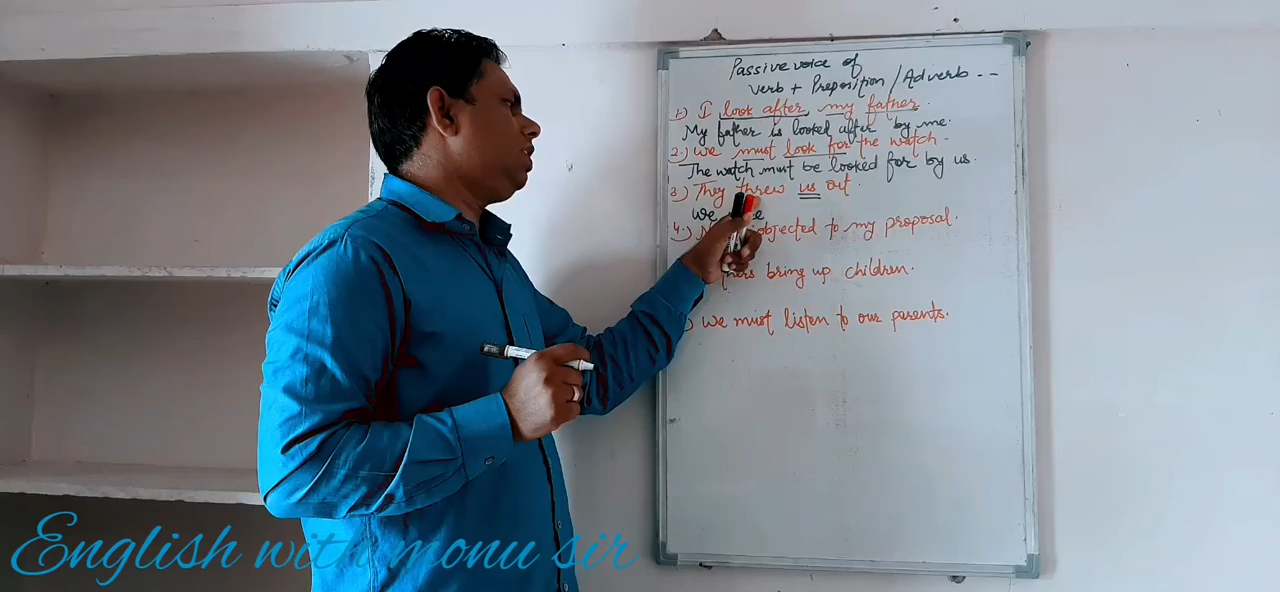 Passive voice of
Verb + Preposition / Adverb --
1.) I look after my father.
My father is looked after by me.
2.) We must look for the watch.
The watch must be looked for by us.
3.) They threw us out.
We
4.) objected to my proposal.
bring up children.
) We must listen to our parents.
English with monu sir